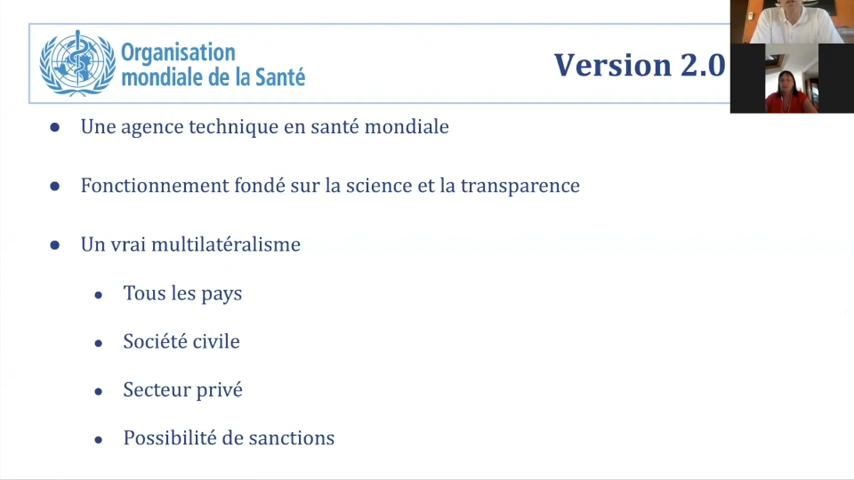 Organisation
mondiale de la Santé
Version 2.0
● Une agence technique en santé mondiale
● Fonctionnement fondé sur la science et la transparence
● Un vrai multilatéralisme
● Tous les pays
● Société civile
● Secteur privé
● Possibilité de sanctions